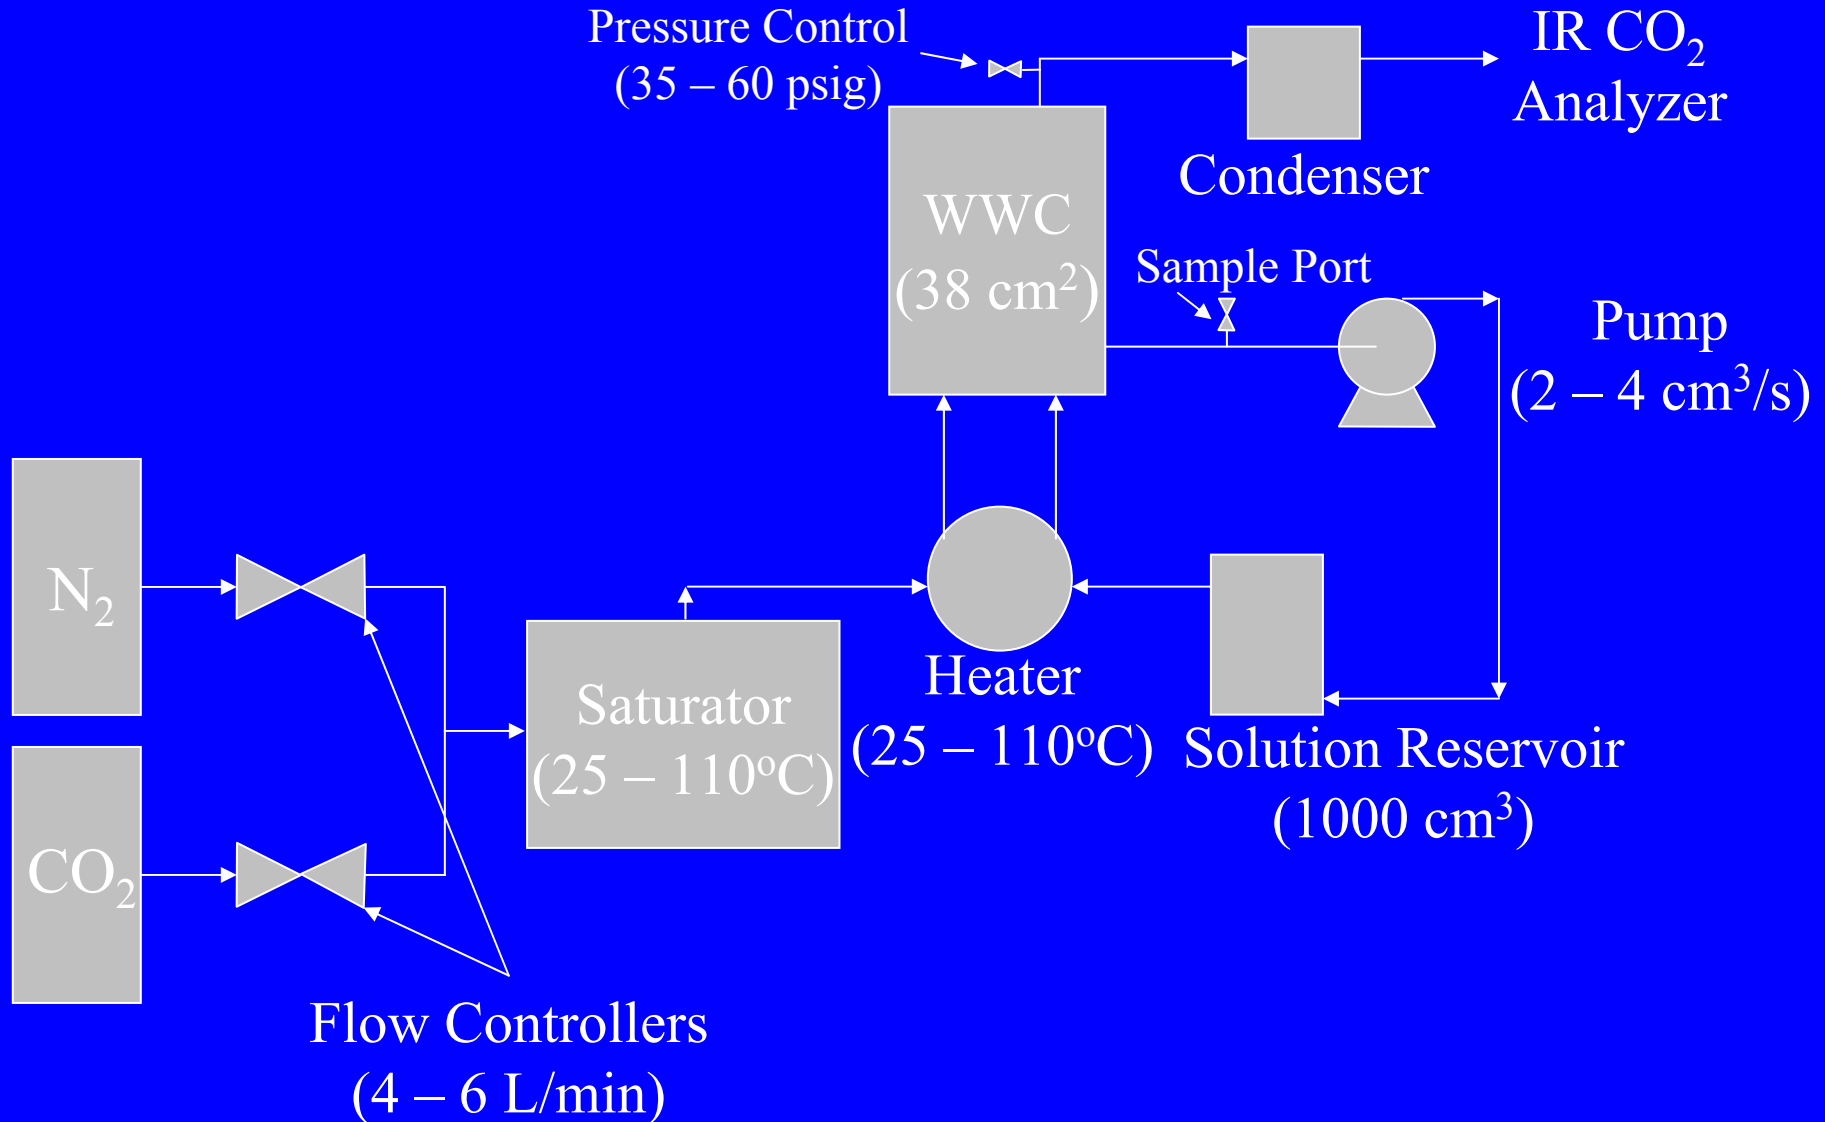 Pressure Control
(35 – 60 psig)
IR CO₂
Analyzer
Condenser
WWC
(38 cm²)
Sample Port
Pump
(2 – 4 cm³/s)
N₂
Heater
(25 – 110ºC)
Saturator
(25 – 110ºC)
Solution Reservoir
(1000 cm³)
CO₂
Flow Controllers
(4 – 6 L/min)